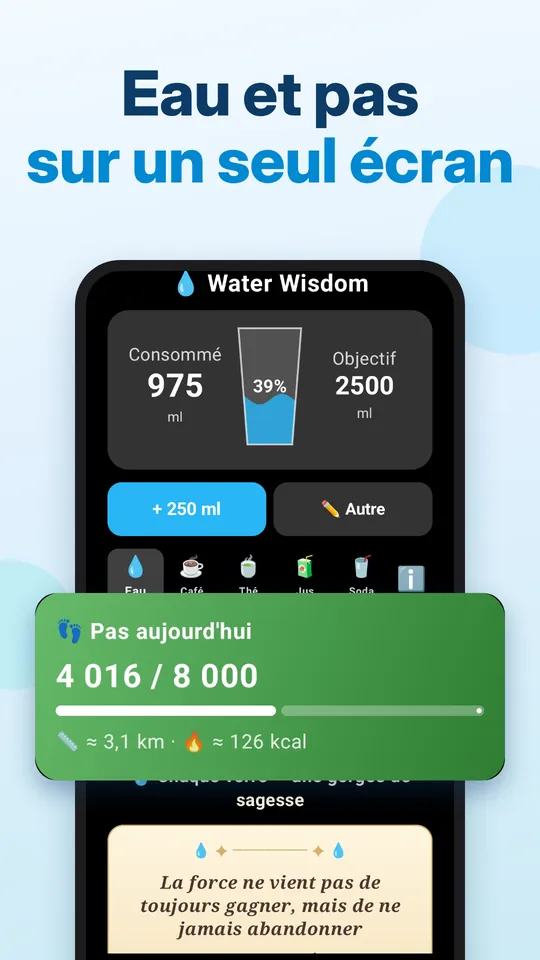 Eau et pas
sur un seul écran
Water Wisdom
Consommé
975
ml
39%
Objectif
2500
ml
+ 250 ml
Autre
Eau
Café
Thé
Jus
Soda
Pas aujourd'hui
4 016 / 8 000
≈ 3,1 km · ≈ 126 kcal
sagesse
La force ne vient pas de
toujours gagner, mais de ne
jamais abandonner